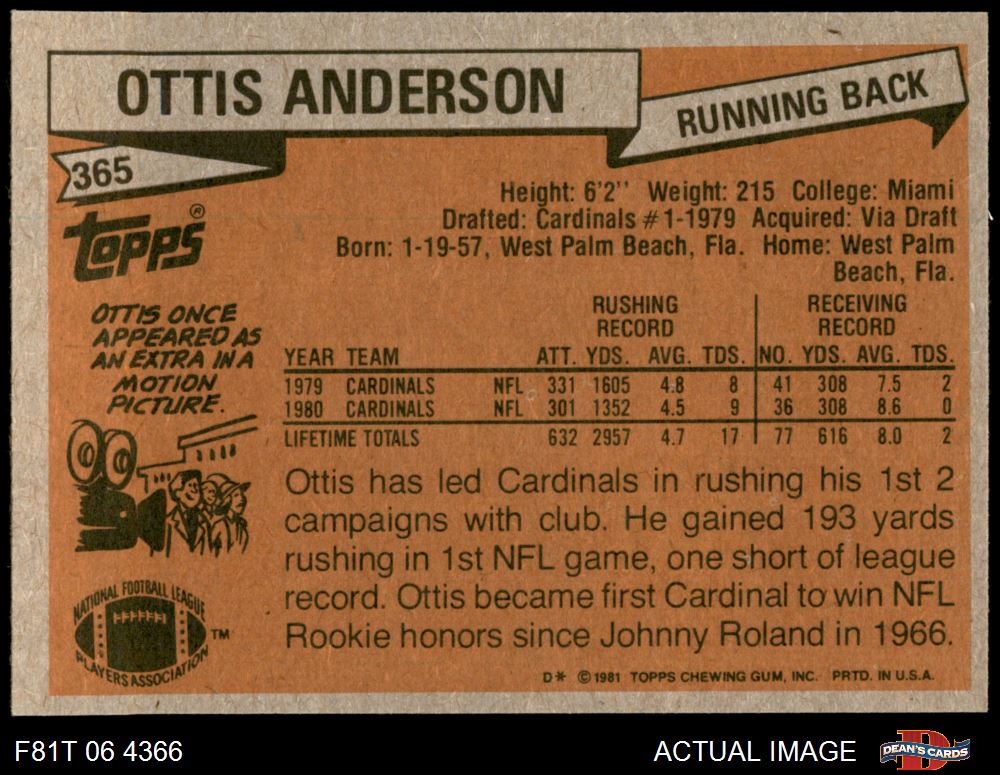 OTTIS ANDERSON
RUNNING BACK
365
TOPPS®
Height: 6'2'' Weight: 215 College: Miami
Drafted: Cardinals #1-1979 Acquired: Via Draft
Born: 1-19-57, West Palm Beach, Fla. Home: West Palm
Beach, Fla.
OTTIS ONCE
APPEARED AS
AN EXTRA IN A
MOTION
PICTURE.
RUSHING RECEIVING
RECORD RECORD
YEAR TEAM ATT. YDS. AVG. TDS. NO. YDS. AVG. TDS.
1979 CARDINALS NFL 331 1605 4.8 8 41 308 7.5 2
1980 CARDINALS NFL 301 1352 4.5 9 36 308 8.6 0
LIFETIME TOTALS 632 2957 4.7 17 77 616 8.0 2
Ottis has led Cardinals in rushing his 1st 2
campaigns with club. He gained 193 yards
rushing in 1st NFL game, one short of league
record. Ottis became first Cardinal to win NFL
Rookie honors since Johnny Roland in 1966.
NATIONAL FOOTBALL LEAGUE
PLAYERS ASSOCIATION
TM
D* © 1981 TOPPS CHEWING GUM, INC. PRTD. IN U.S.A.
F81T 06 4366
ACTUAL IMAGE
D
DEAN'S CARDS